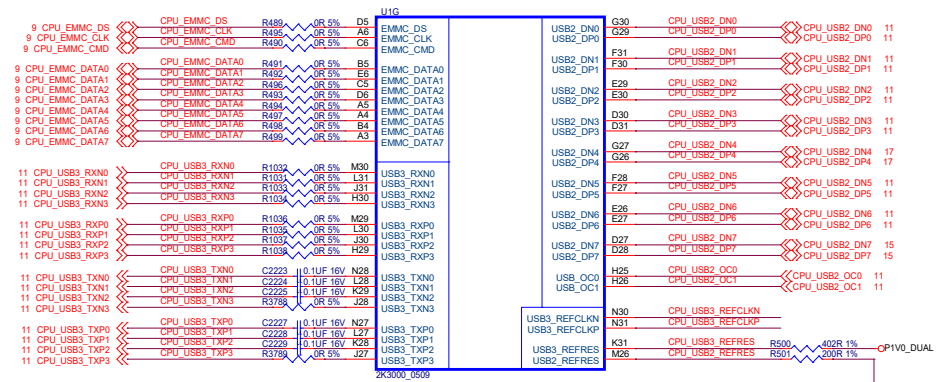 U1G
9 CPU_EMMC_DS CPU_EMMC_DS R489 0R 5% D5 EMMC_DS
9 CPU_EMMC_CLK CPU_EMMC_CLK R495 0R 5% A6 EMMC_CLK
9 CPU_EMMC_CMD CPU_EMMC_CMD R490 0R 5% C6 EMMC_CMD
9 CPU_EMMC_DATA0 CPU_EMMC_DATA0 R491 0R 5% B5 EMMC_DATA0
9 CPU_EMMC_DATA1 CPU_EMMC_DATA1 R492 0R 5% E6 EMMC_DATA1
9 CPU_EMMC_DATA2 CPU_EMMC_DATA2 R496 0R 5% C5 EMMC_DATA2
9 CPU_EMMC_DATA3 CPU_EMMC_DATA3 R493 0R 5% D6 EMMC_DATA3
9 CPU_EMMC_DATA4 CPU_EMMC_DATA4 R494 0R 5% A5 EMMC_DATA4
9 CPU_EMMC_DATA5 CPU_EMMC_DATA5 R497 0R 5% A4 EMMC_DATA5
9 CPU_EMMC_DATA6 CPU_EMMC_DATA6 R498 0R 5% B4 EMMC_DATA6
9 CPU_EMMC_DATA7 CPU_EMMC_DATA7 R499 0R 5% A3 EMMC_DATA7
11 CPU_USB3_RXN0 CPU_USB3_RXN0 R1032 0R 5% M30 USB3_RXN0
11 CPU_USB3_RXN1 CPU_USB3_RXN1 R1031 0R 5% L31 USB3_RXN1
11 CPU_USB3_RXN2 CPU_USB3_RXN2 R1033 0R 5% J31 USB3_RXN2
11 CPU_USB3_RXN3 CPU_USB3_RXN3 R1034 0R 5% H30 USB3_RXN3
11 CPU_USB3_RXP0 CPU_USB3_RXP0 R1036 0R 5% M29 USB3_RXP0
11 CPU_USB3_RXP1 CPU_USB3_RXP1 R1035 0R 5% L30 USB3_RXP1
11 CPU_USB3_RXP2 CPU_USB3_RXP2 R1037 0R 5% J30 USB3_RXP2
11 CPU_USB3_RXP3 CPU_USB3_RXP3 R1038 0R 5% H29 USB3_RXP3
11 CPU_USB3_TXN0 CPU_USB3_TXN0 C2223 0.1UF 16V N28 USB3_TXN0
11 CPU_USB3_TXN1 CPU_USB3_TXN1 C2224 0.1UF 16V L28 USB3_TXN1
11 CPU_USB3_TXN2 CPU_USB3_TXN2 C2225 0.1UF 16V K29 USB3_TXN2
11 CPU_USB3_TXN3 CPU_USB3_TXN3 R3788 0R 5% J28 USB3_TXN3
11 CPU_USB3_TXP0 CPU_USB3_TXP0 C2227 0.1UF 16V N27 USB3_TXP0
11 CPU_USB3_TXP1 CPU_USB3_TXP1 C2228 0.1UF 16V L27 USB3_TXP1
11 CPU_USB3_TXP2 CPU_USB3_TXP2 C2229 0.1UF 16V K28 USB3_TXP2
11 CPU_USB3_TXP3 CPU_USB3_TXP3 R3789 0R 5% J27 USB3_TXP3
USB2_DN0 G30 CPU_USB2_DN0 CPU_USB2_DN0 11
USB2_DP0 G29 CPU_USB2_DP0 CPU_USB2_DP0 11
USB2_DN1 F31 CPU_USB2_DN1 CPU_USB2_DN1 11
USB2_DP1 F30 CPU_USB2_DP1 CPU_USB2_DP1 11
USB2_DN2 E29 CPU_USB2_DN2 CPU_USB2_DN2 11
USB2_DP2 E30 CPU_USB2_DP2 CPU_USB2_DP2 11
USB2_DN3 D30 CPU_USB2_DN3 CPU_USB2_DN3 11
USB2_DP3 D31 CPU_USB2_DP3 CPU_USB2_DP3 11
USB2_DN4 G27 CPU_USB2_DN4 CPU_USB2_DN4 17
USB2_DP4 G26 CPU_USB2_DP4 CPU_USB2_DP4 17
USB2_DN5 F28 CPU_USB2_DN5 CPU_USB2_DN5 11
USB2_DP5 F27 CPU_USB2_DP5 CPU_USB2_DP5 11
USB2_DN6 E26 CPU_USB2_DN6 CPU_USB2_DN6 11
USB2_DP6 E27 CPU_USB2_DP6 CPU_USB2_DP6 11
USB2_DN7 D27 CPU_USB2_DN7 CPU_USB2_DN7 15
USB2_DP7 D28 CPU_USB2_DP7 CPU_USB2_DP7 15
USB_OC0 H25 CPU_USB2_OC0 CPU_USB2_OC0 11
USB_OC1 H26 CPU_USB2_OC1 CPU_USB2_OC1 11
USB3_REFCLKN N30 CPU_USB3_REFCLKN
USB3_REFCLKP N31 CPU_USB3_REFCLKP
USB3_REFRES K31 CPU_USB3_REFRES R500 402R 1% P1V0_DUAL
USB2_REFRES M26 CPU_USB2_REFRES R501 200R 1%
2K3000_0509